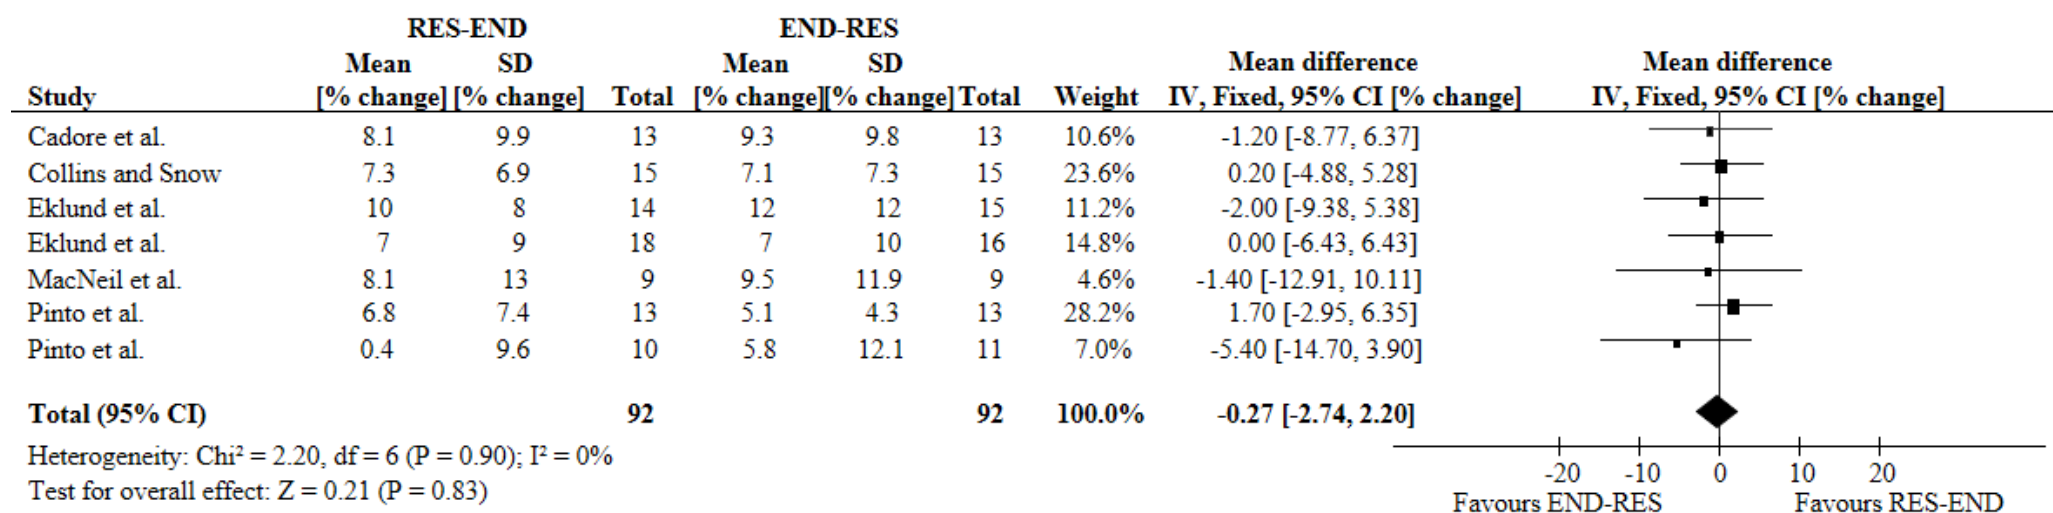 RES-END END-RES
Mean SD Mean SD Mean difference Mean difference
Study [% change] [% change] Total [% change] [% change] Total Weight IV, Fixed, 95% CI [% change] IV, Fixed, 95% CI [% change]
Cadore et al. 8.1 9.9 13 9.3 9.8 13 10.6% -1.20 [-8.77, 6.37]
Collins and Snow 7.3 6.9 15 7.1 7.3 15 23.6% 0.20 [-4.88, 5.28]
Eklund et al. 10 8 14 12 12 15 11.2% -2.00 [-9.38, 5.38]
Eklund et al. 7 9 18 7 10 16 14.8% 0.00 [-6.43, 6.43]
MacNeil et al. 8.1 13 9 9.5 11.9 9 4.6% -1.40 [-12.91, 10.11]
Pinto et al. 6.8 7.4 13 5.1 4.3 13 28.2% 1.70 [-2.95, 6.35]
Pinto et al. 0.4 9.6 10 5.8 12.1 11 7.0% -5.40 [-14.70, 3.90]
Total (95% CI) 92 92 100.0% -0.27 [-2.74, 2.20]
Heterogeneity: Chi² = 2.20, df = 6 (P = 0.90); I² = 0%
Test for overall effect: Z = 0.21 (P = 0.83)
-20 -10 0 10 20
Favours END-RES Favours RES-END